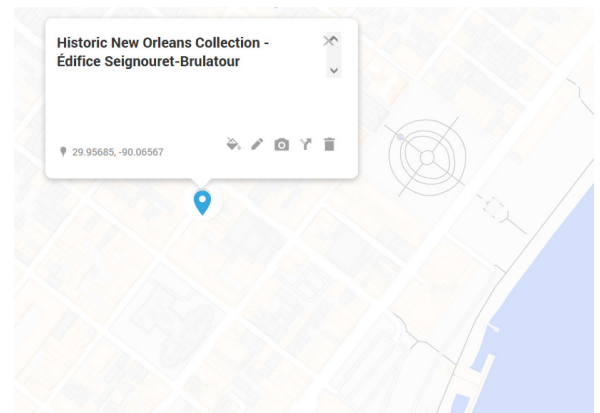 Historic New Orleans Collection -
Édifice Seignouret-Brulatour
29.95685, -90.06567